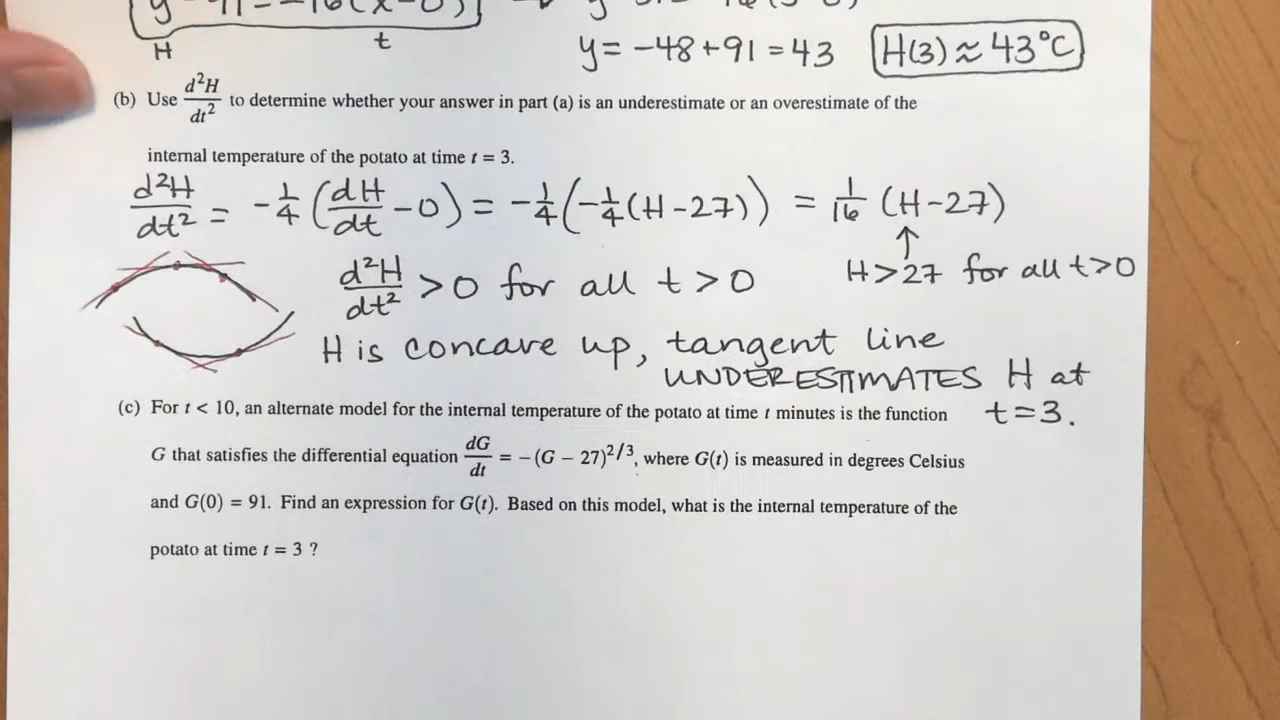 y - 91 = -16(x-0)
H t
y = -48+91 = 43 H(3) ≈ 43°C
(b) Use d²H/dt² to determine whether your answer in part (a) is an underestimate or an overestimate of the
internal temperature of the potato at time t = 3.
d²H/dt² = -1/4 (dH/dt - 0) = -1/4(-1/4(H-27)) = 1/16 (H-27)
↑
d²H/dt² > 0 for all t > 0 H>27 for all t>0
H is concave up, tangent line
UNDERESTIMATES H at
t=3.
(c) For t < 10, an alternate model for the internal temperature of the potato at time t minutes is the function
G that satisfies the differential equation dG/dt = -(G - 27)^2/3, where G(t) is measured in degrees Celsius
and G(0) = 91. Find an expression for G(t). Based on this model, what is the internal temperature of the
potato at time t = 3 ?